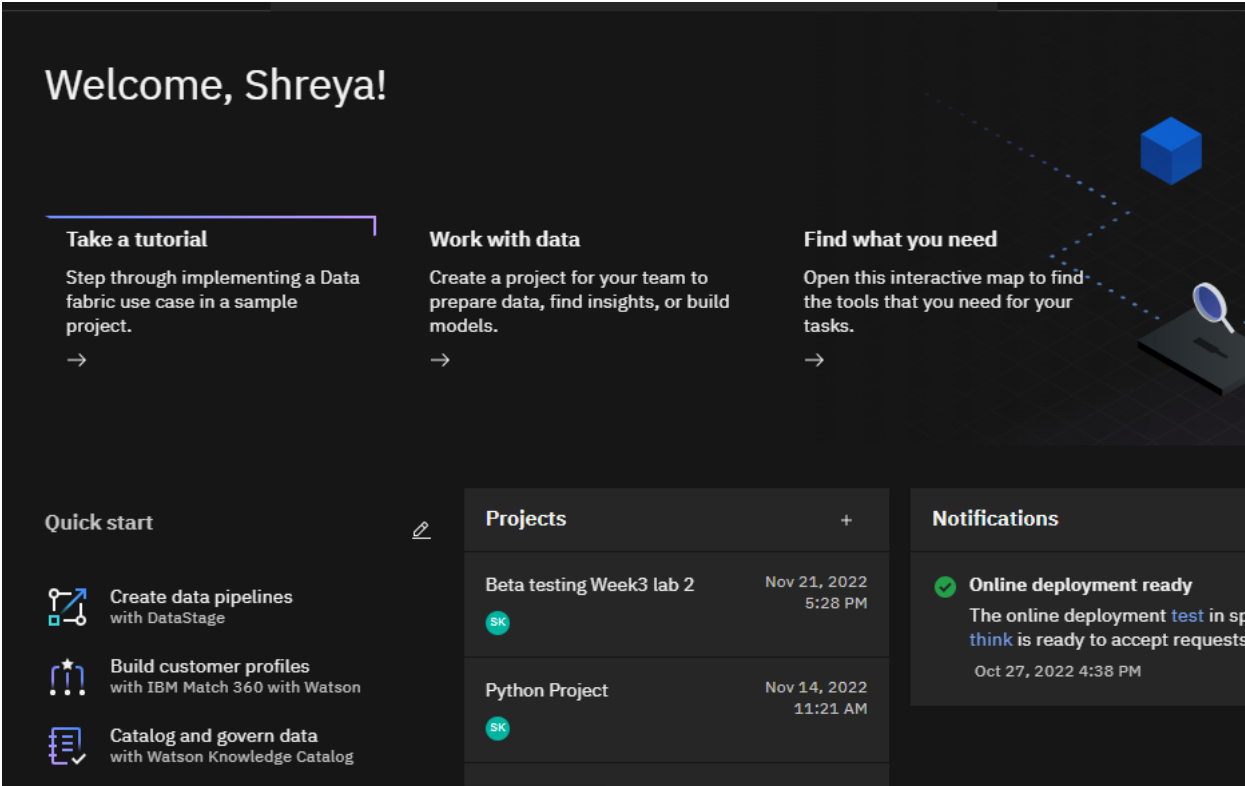 Welcome, Shreya!
Take a tutorial
Step through implementing a Data
fabric use case in a sample
project.
Work with data
Create a project for your team to
prepare data, find insights, or build
models.
Find what you need
Open this interactive map to find
the tools that you need for your
tasks.
Quick start
Create data pipelines
with DataStage
Build customer profiles
with IBM Match 360 with Watson
Catalog and govern data
with Watson Knowledge Catalog
Projects
+
Beta testing Week3 lab 2
Nov 21, 2022
5:28 PM
SK
Python Project
Nov 14, 2022
11:21 AM
SK
Notifications
Online deployment ready
The online deployment test in sp
think is ready to accept requests
Oct 27, 2022 4:38 PM